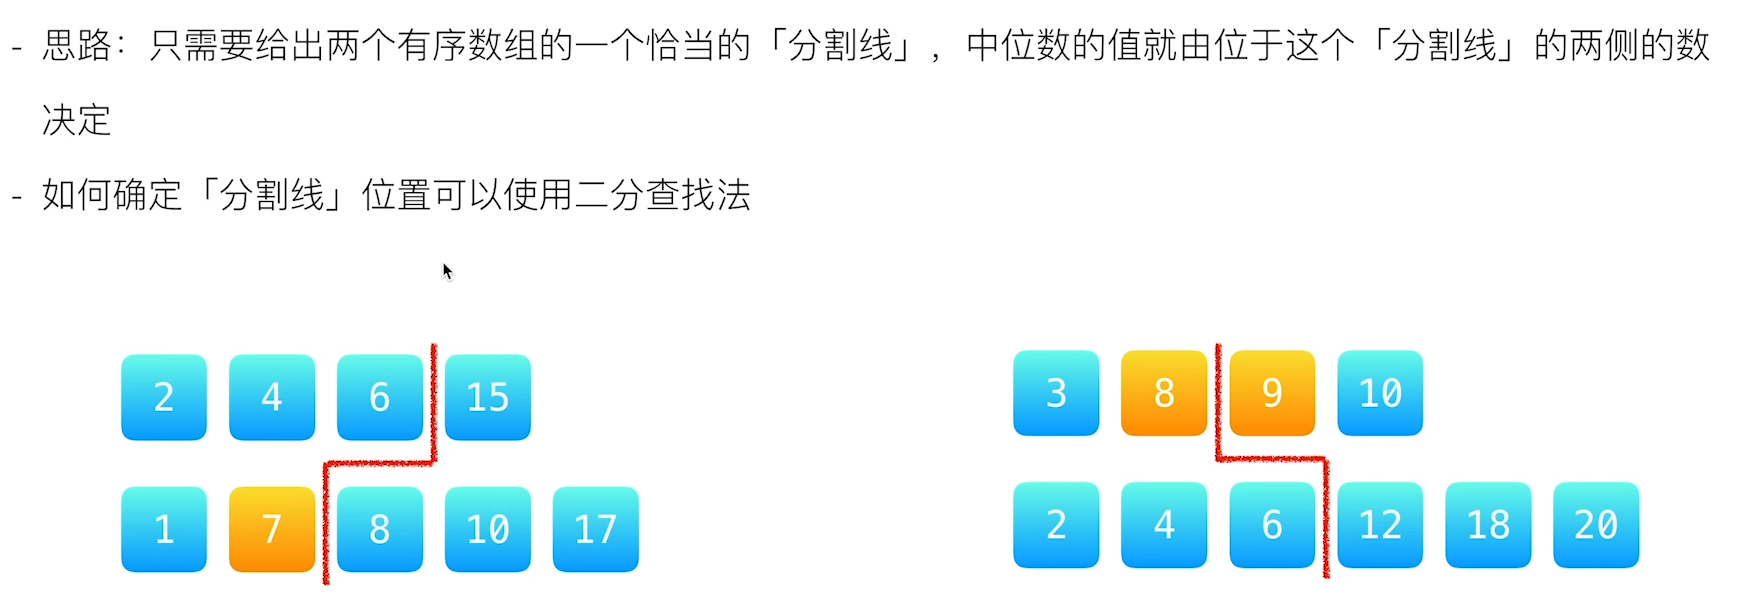 - 思路：只需要给出两个有序数组的一个恰当的「分割线」，中位数的值就由位于这个「分割线」的两侧的数
决定
- 如何确定「分割线」位置可以使用二分查找法
2 4 6 15
1 7 8 10 17
3 8 9 10
2 4 6 12 18 20